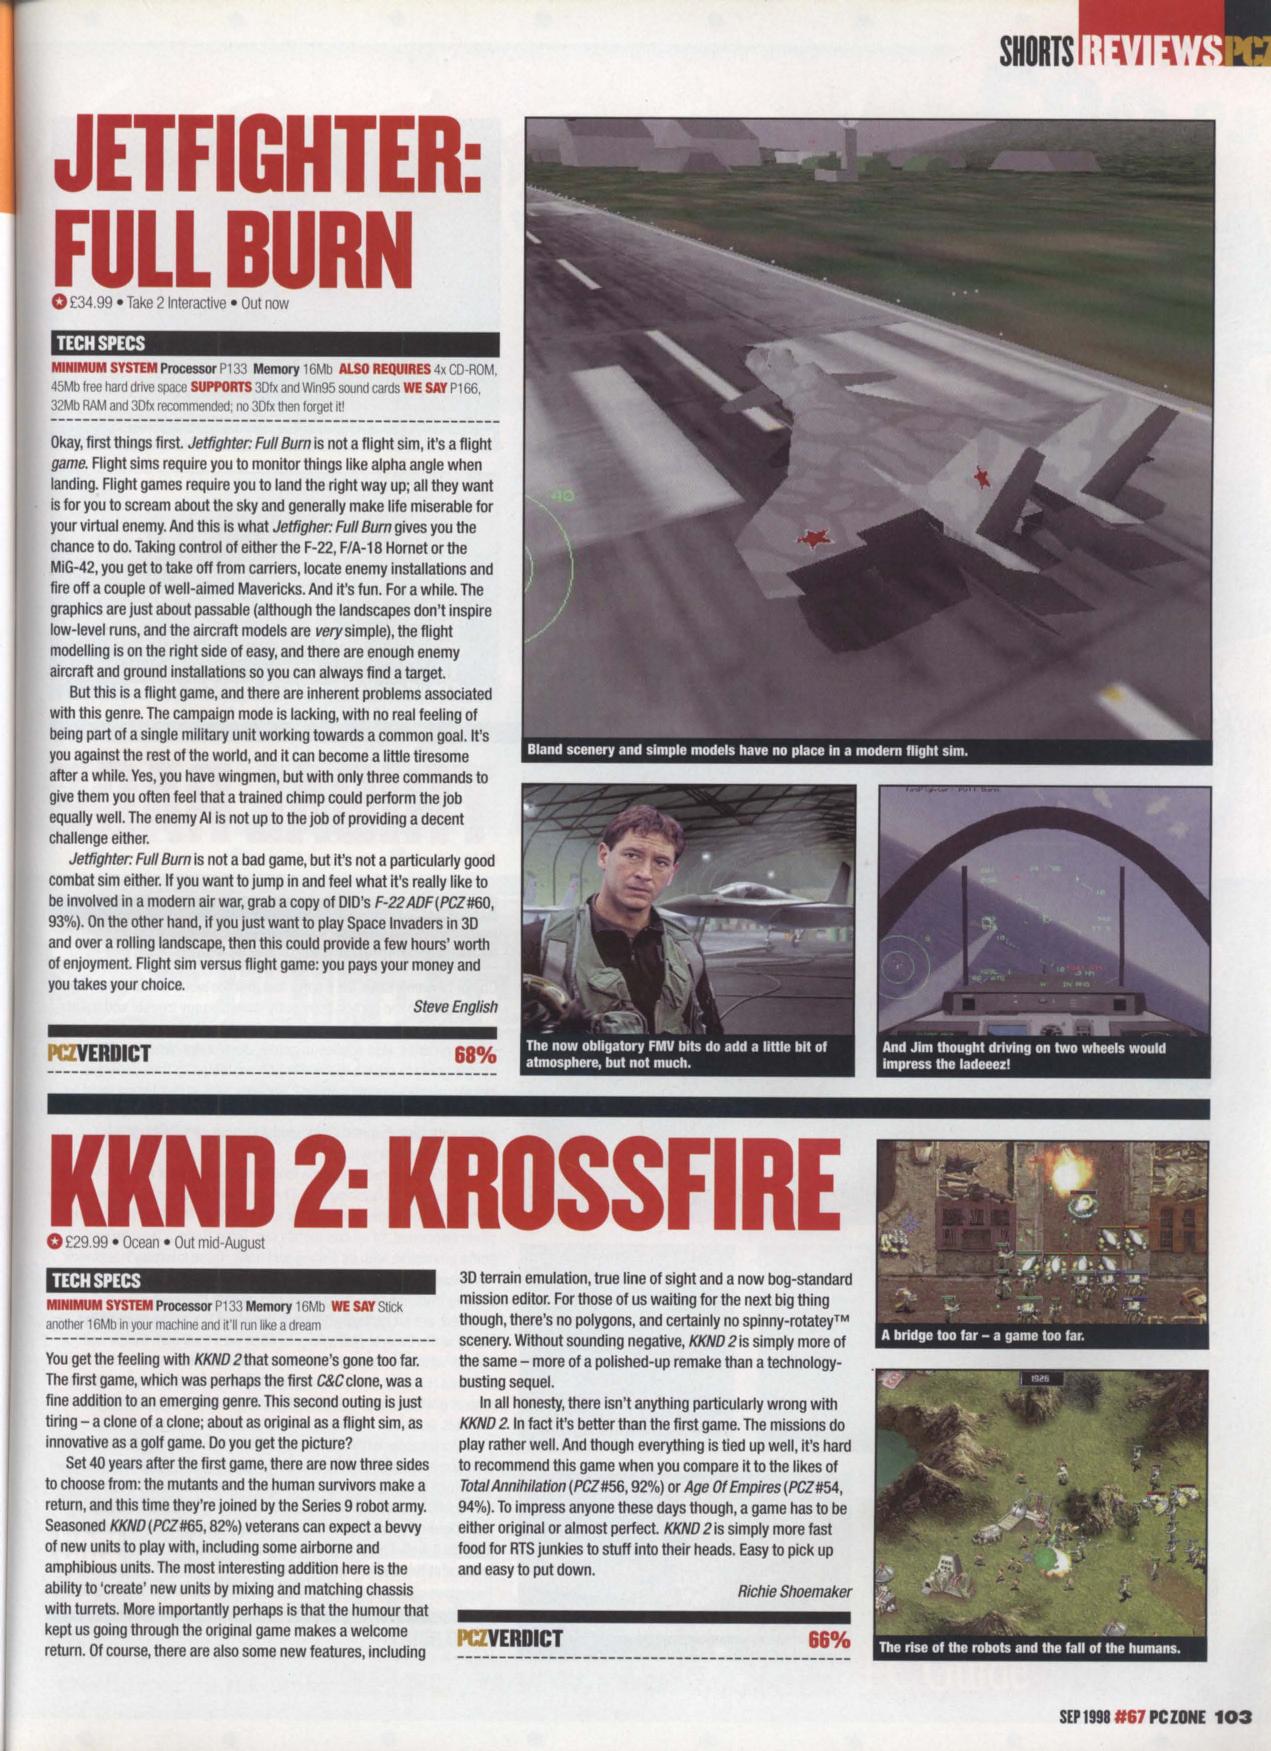 SHORTS REVIEWS PCZ
JETFIGHTER:
FULL BURN
£34.99 • Take 2 Interactive • Out now
TECH SPECS
MINIMUM SYSTEM Processor P133 Memory 16Mb ALSO REQUIRES 4x CD-ROM,
45Mb free hard drive space SUPPORTS 3Dfx and Win95 sound cards WE SAY P166,
32Mb RAM and 3Dfx recommended; no 3Dfx then forget it!
Okay, first things first. Jetfighter: Full Burn is not a flight sim, it's a flight
game. Flight sims require you to monitor things like alpha angle when
landing. Flight games require you to land the right way up; all they want
is for you to scream about the sky and generally make life miserable for
your virtual enemy. And this is what Jetfigher: Full Burn gives you the
chance to do. Taking control of either the F-22, F/A-18 Hornet or the
MiG-42, you get to take off from carriers, locate enemy installations and
fire off a couple of well-aimed Mavericks. And it's fun. For a while. The
graphics are just about passable (although the landscapes don't inspire
low-level runs, and the aircraft models are very simple), the flight
modelling is on the right side of easy, and there are enough enemy
aircraft and ground installations so you can always find a target.
But this is a flight game, and there are inherent problems associated
with this genre. The campaign mode is lacking, with no real feeling of
being part of a single military unit working towards a common goal. It's
you against the rest of the world, and it can become a little tiresome
after a while. Yes, you have wingmen, but with only three commands to
give them you often feel that a trained chimp could perform the job
equally well. The enemy AI is not up to the job of providing a decent
challenge either.
Jetfighter: Full Burn is not a bad game, but it's not a particularly good
combat sim either. If you want to jump in and feel what it's really like to
be involved in a modern air war, grab a copy of DID's F-22 ADF (PCZ #60,
93%). On the other hand, if you just want to play Space Invaders in 3D
and over a rolling landscape, then this could provide a few hours' worth
of enjoyment. Flight sim versus flight game: you pays your money and
you takes your choice.
Steve English
PCZVERDICT 68%
40
Bland scenery and simple models have no place in a modern flight sim.
The now obligatory FMV bits do add a little bit of
atmosphere, but not much.
And Jim thought driving on two wheels would
impress the ladeeez!
KKND 2: KROSSFIRE
£29.99 • Ocean • Out mid-August
TECH SPECS
MINIMUM SYSTEM Processor P133 Memory 16Mb WE SAY Stick
another 16Mb in your machine and it'll run like a dream
You get the feeling with KKND 2 that someone's gone too far.
The first game, which was perhaps the first C&C clone, was a
fine addition to an emerging genre. This second outing is just
tiring – a clone of a clone; about as original as a flight sim, as
innovative as a golf game. Do you get the picture?
Set 40 years after the first game, there are now three sides
to choose from: the mutants and the human survivors make a
return, and this time they're joined by the Series 9 robot army.
Seasoned KKND (PCZ #65, 82%) veterans can expect a bevvy
of new units to play with, including some airborne and
amphibious units. The most interesting addition here is the
ability to 'create' new units by mixing and matching chassis
with turrets. More importantly perhaps is that the humour that
kept us going through the original game makes a welcome
return. Of course, there are also some new features, including
3D terrain emulation, true line of sight and a now bog-standard
mission editor. For those of us waiting for the next big thing
though, there's no polygons, and certainly no spinny-rotatey™
scenery. Without sounding negative, KKND 2 is simply more of
the same – more of a polished-up remake than a technology-
busting sequel.
In all honesty, there isn't anything particularly wrong with
KKND 2. In fact it's better than the first game. The missions do
play rather well. And though everything is tied up well, it's hard
to recommend this game when you compare it to the likes of
Total Annihilation (PCZ #56, 92%) or Age Of Empires (PCZ #54,
94%). To impress anyone these days though, a game has to be
either original or almost perfect. KKND 2 is simply more fast
food for RTS junkies to stuff into their heads. Easy to pick up
and easy to put down.
Richie Shoemaker
PCZVERDICT 66%
A bridge too far – a game too far.
1926
The rise of the robots and the fall of the humans.
SEP 1998 #67 PC ZONE 103